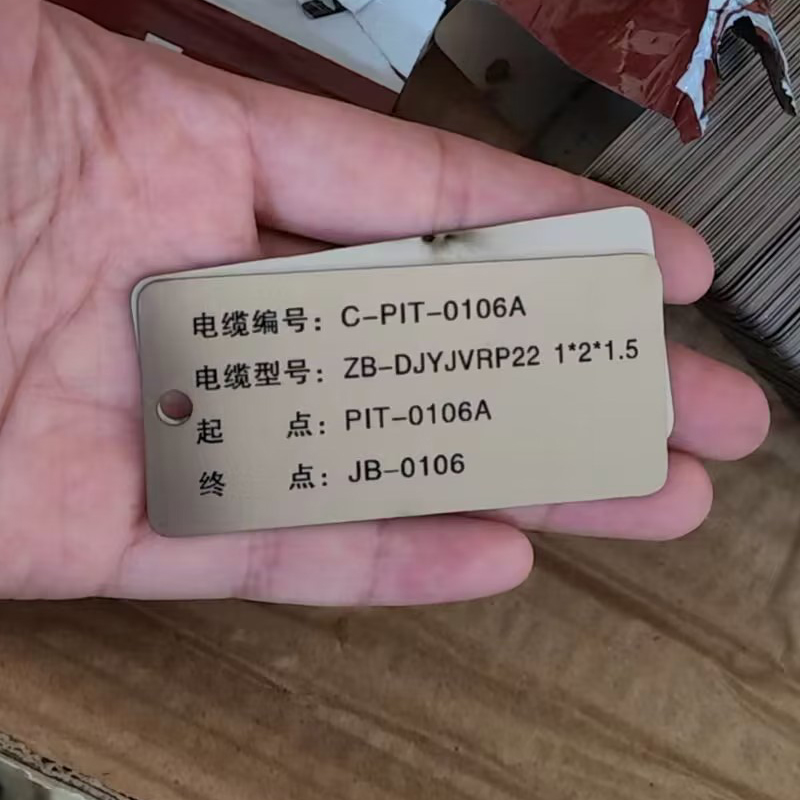 电缆编号：C-PIT-0106A
电缆型号：ZB-DJYJVRP22 1*2*1.5
起 点：PIT-0106A
终 点：JB-0106